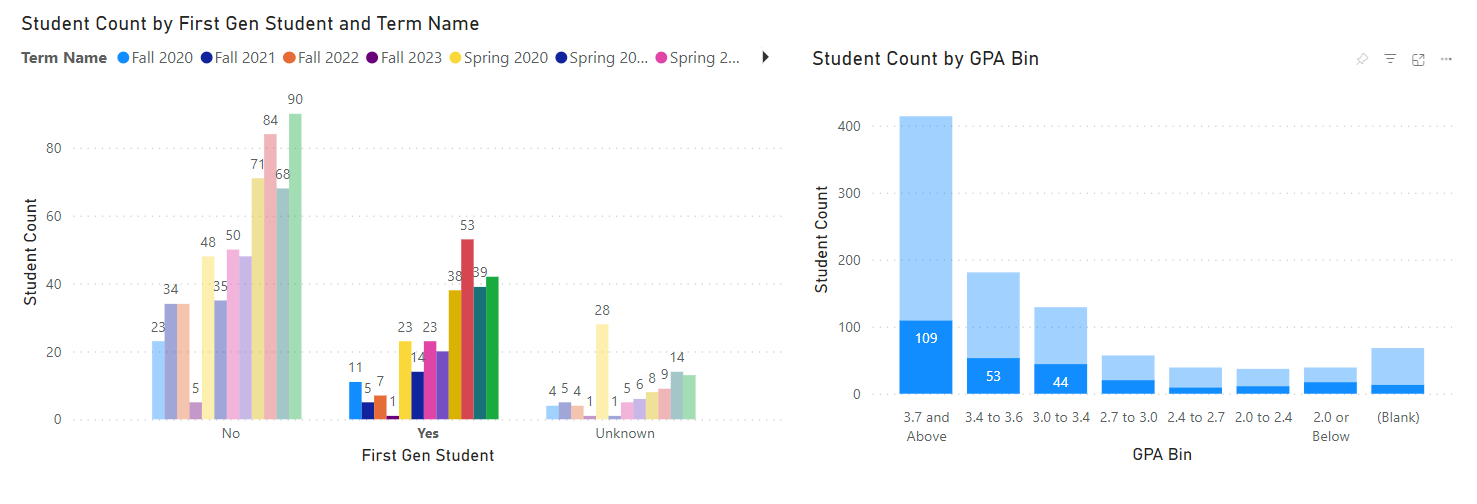 Student Count by First Gen Student and Term Name
Term Name Fall 2020 Fall 2021 Fall 2022 Fall 2023 Spring 2020 Spring 20... Spring 2...
Student Count
80
60
40
20
0
23
34
5
48
35
50
71
84
68
90
11
5
7
1
23
14
23
38
53
39
4
5
4
1
28
1
5
6
8
9
14
No
Yes
Unknown
First Gen Student
Student Count by GPA Bin
Student Count
400
300
200
100
0
109
53
44
3.7 and
Above
3.4 to 3.6
3.0 to 3.4
2.7 to 3.0
2.4 to 2.7
2.0 to 2.4
2.0 or
Below
(Blank)
GPA Bin